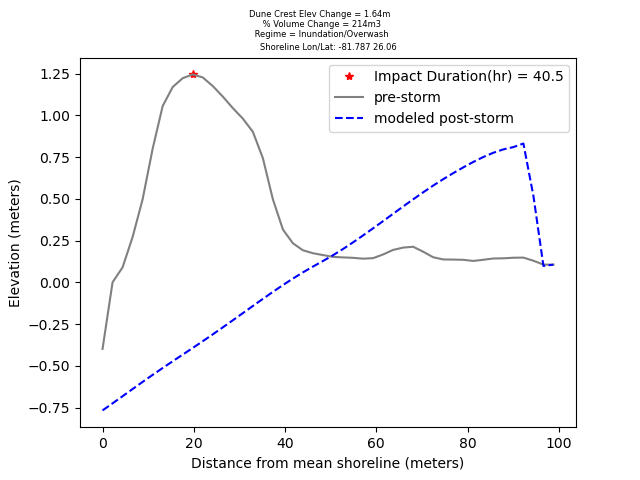 Dune Crest Elev Change = 1.64m
% Volume Change = 214m3
Regime = Inundation/Overwash
Shoreline Lon/Lat: -81.787 26.06
Impact Duration(hr) = 40.5
pre-storm
modeled post-storm
1.25
1.00
0.75
0.50
0.25
0.00
−0.25
−0.50
−0.75
Elevation (meters)
0
20
40
60
80
100
Distance from mean shoreline (meters)